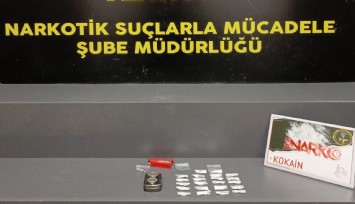 NARKOTİK SUÇLARLA MÜCADELE
ŞUBE MÜDÜRLÜĞÜ
NARKO
KOKAİN